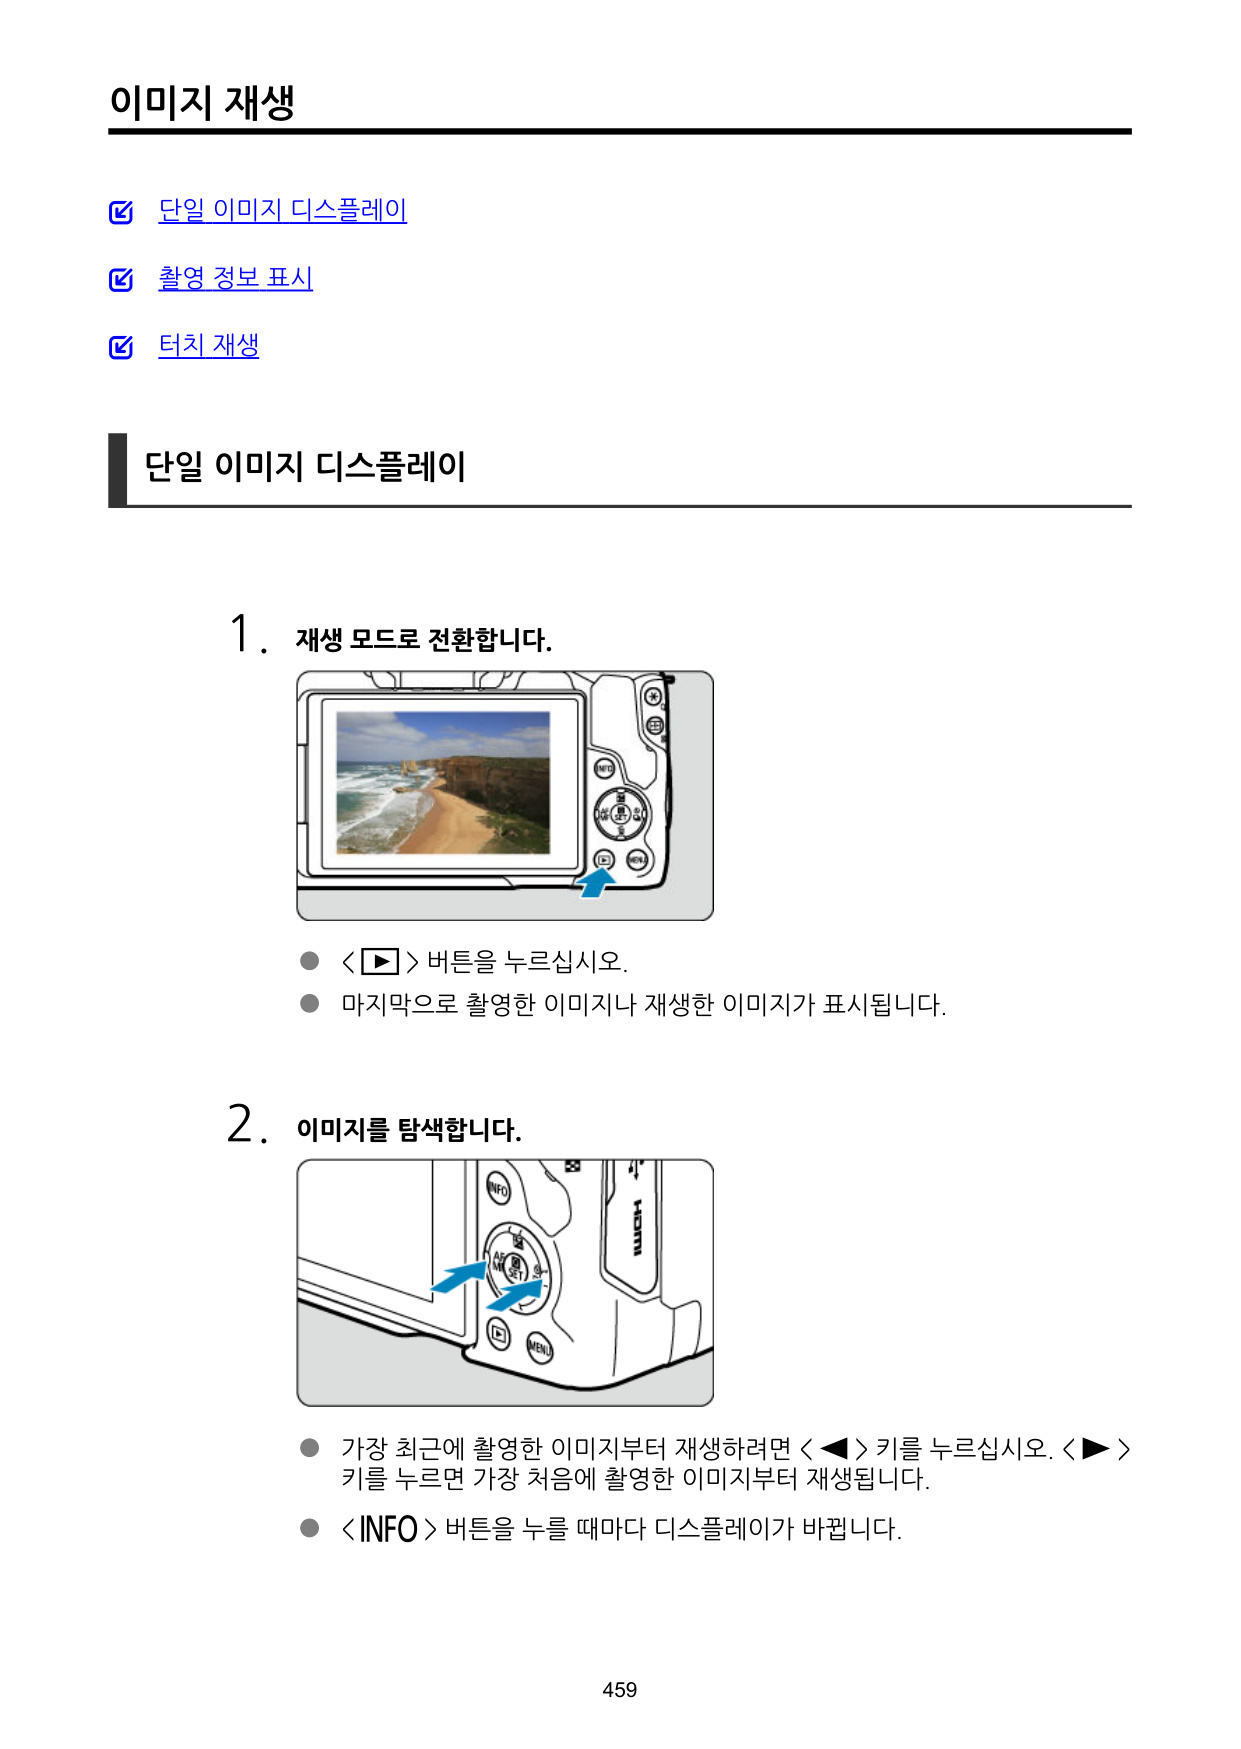 이미지 재생
단일 이미지 디스플레이
촬영 정보 표시
터치 재생
단일 이미지 디스플레이
1. 재생 모드로 전환합니다.
INFO
SET
MENU
● < ▶ > 버튼을 누르십시오.
● 마지막으로 촬영한 이미지나 재생한 이미지가 표시됩니다.
2. 이미지를 탐색합니다.
INFO
HDMI
AF
SET
MENU
● 가장 최근에 촬영한 이미지부터 재생하려면 < ◀ > 키를 누르십시오. < ▶ >
키를 누르면 가장 처음에 촬영한 이미지부터 재생됩니다.
● < INFO > 버튼을 누를 때마다 디스플레이가 바뀝니다.
459